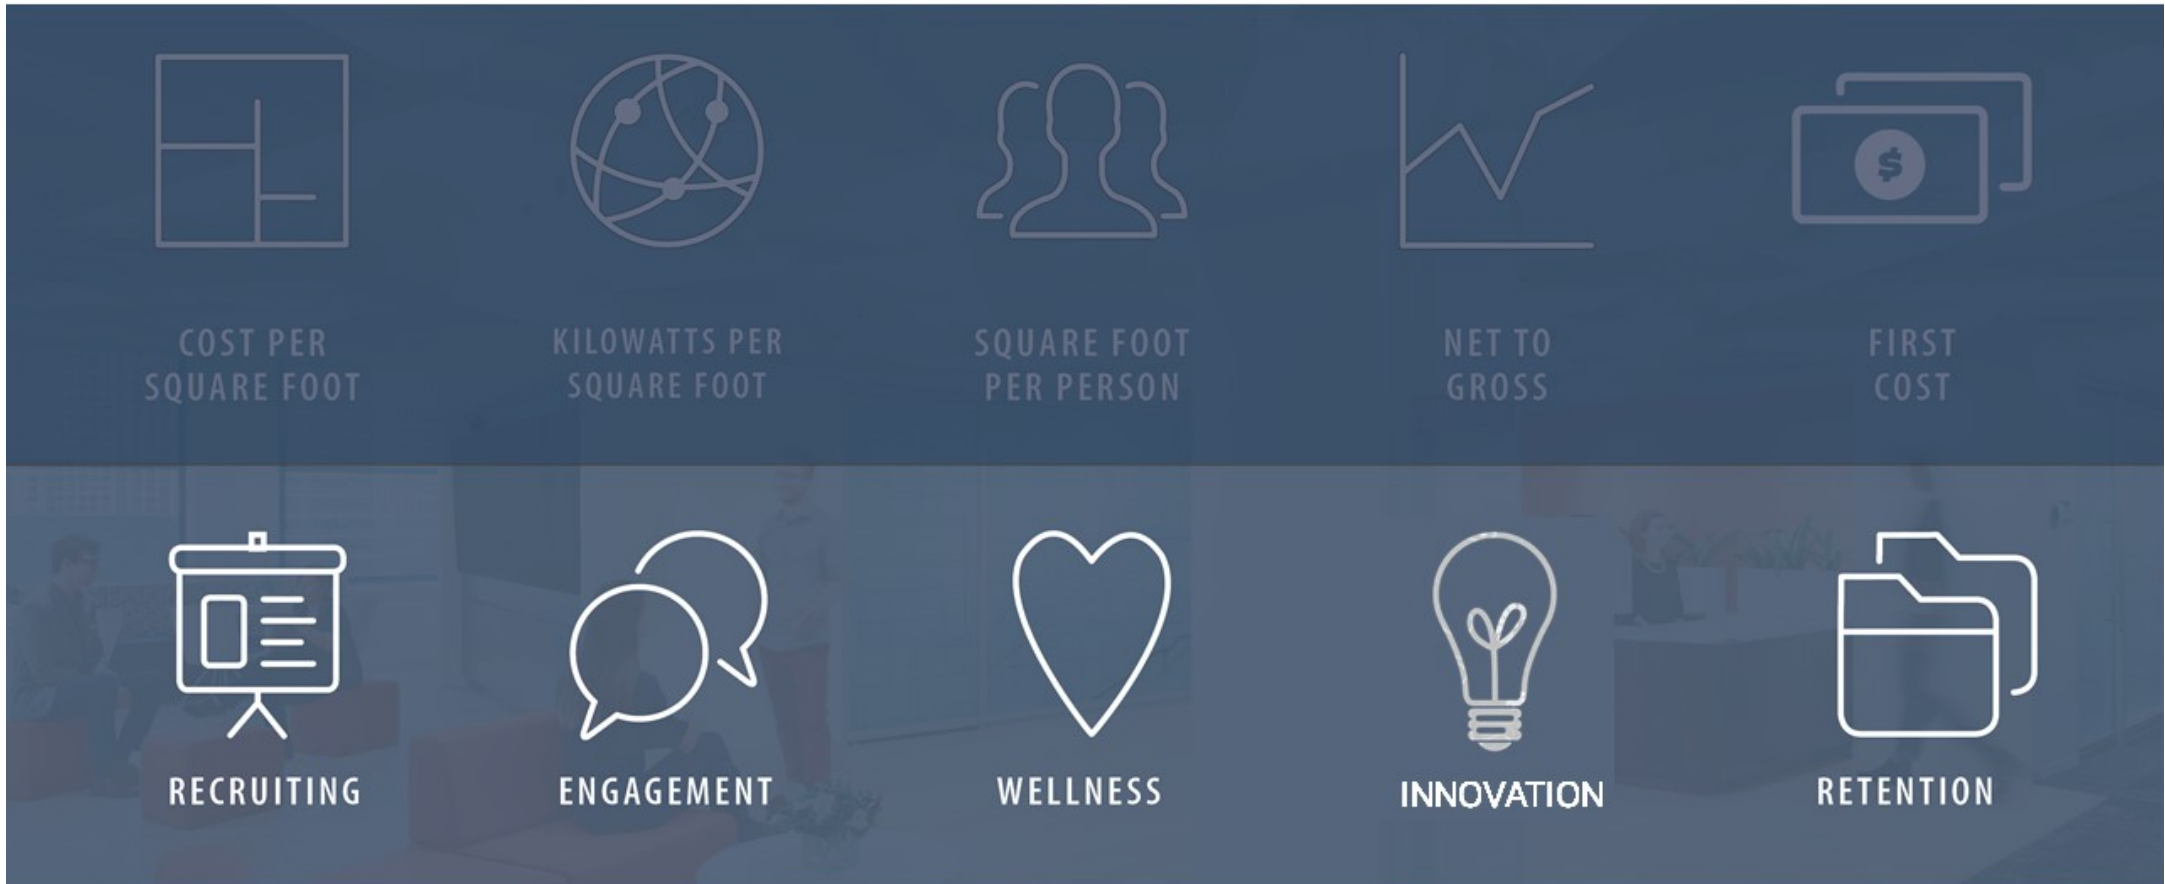 COST PER
SQUARE FOOT
KILOWATTS PER
SQUARE FOOT
SQUARE FOOT
PER PERSON
NET TO
GROSS
$
FIRST
COST
RECRUITING
ENGAGEMENT
WELLNESS
INNOVATION
RETENTION